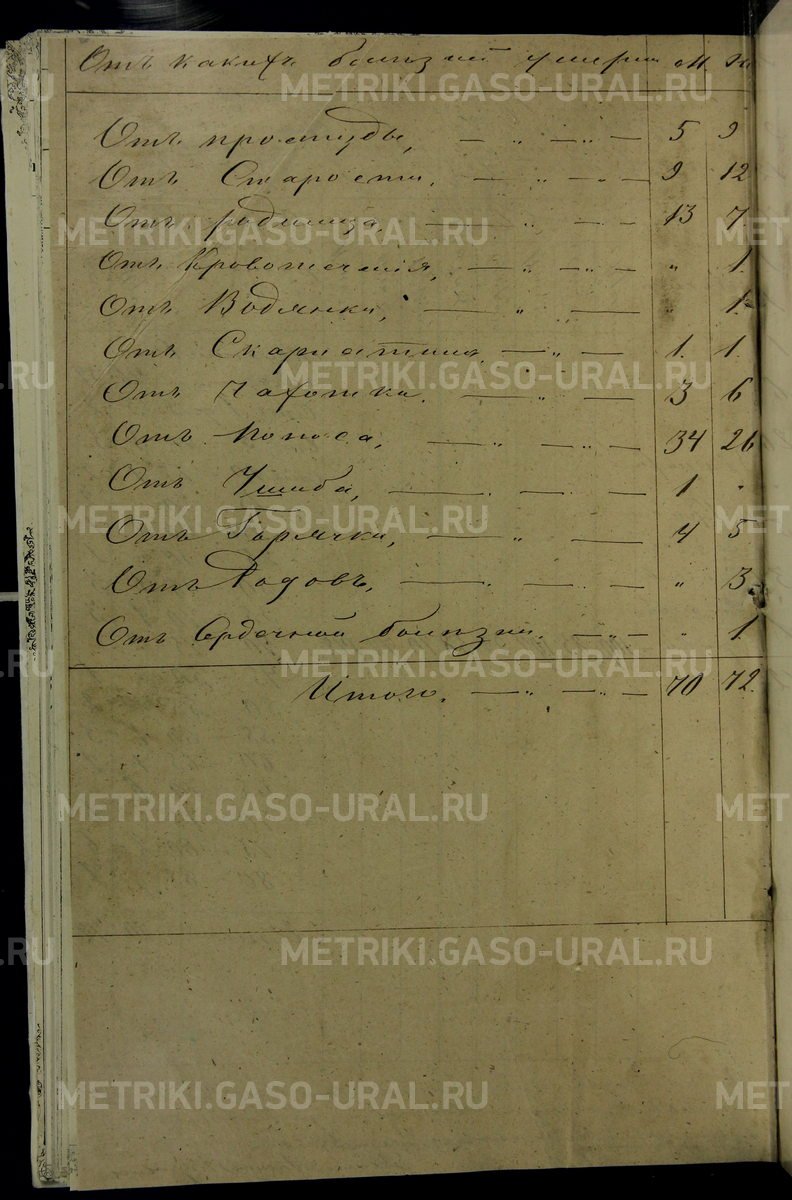 Отъ какихъ болѣзней умерли М. Ж.
Отъ простуды, — „ — „ — 5 9
Отъ Старости, — „ — „ — 9 12
Отъ родимца, — „ — „ — 13 7
Отъ Кровотеченія, — „ — „ — „ 1.
Отъ Водянки, — „ — „ 1.
Отъ Скарлатины, — „ — 1. 1.
Отъ Чахотки, — „ — 3 6
Отъ Поноса, — „ — „ — 34 26
Отъ Ушиба, — . — „ — 1 „
Отъ Горячки, — „ — 4 5
Отъ Родовъ, — . — „ — „ 3.
Отъ Сердечной болѣзни. — „ — „ 1
Итого. — „ — „ — 70 72.
METRIKI.GASO-URAL.RU